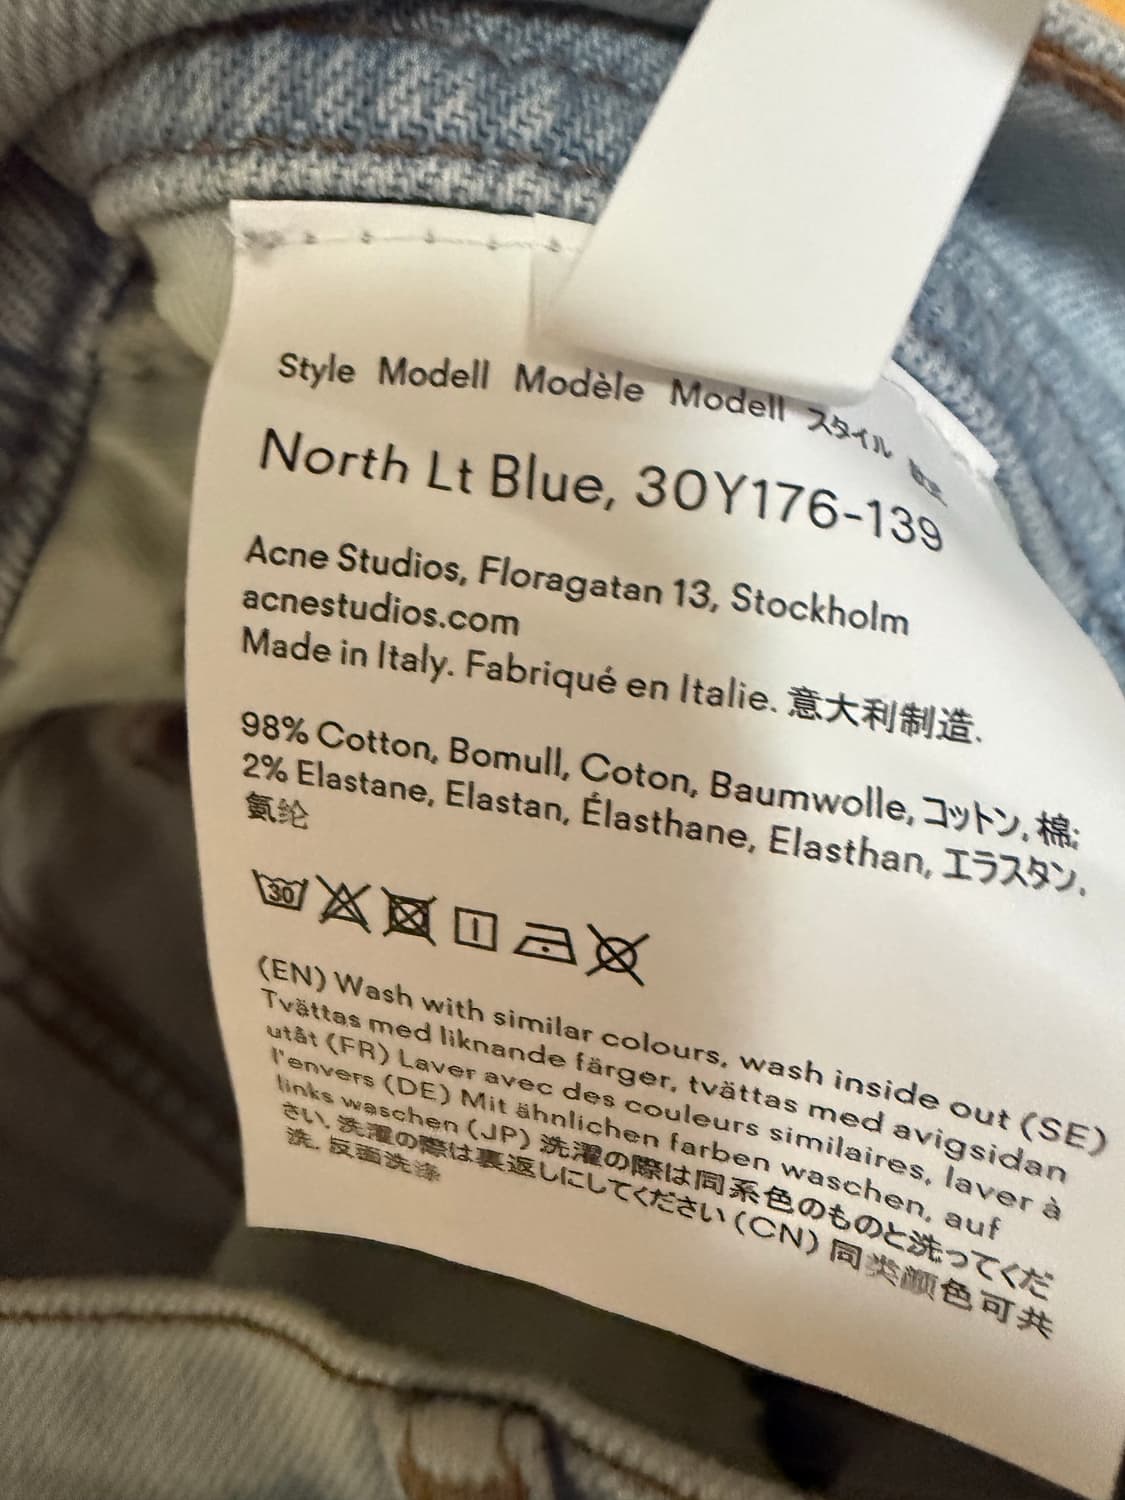 Style Modell Modèle Modell スタイル
North Lt Blue, 30Y176-139
Acne Studios, Floragatan 13, Stockholm
acnestudios.com
Made in Italy. Fabriqué en Italie. 意大利制造.
98% Cotton, Bomull, Coton, Baumwolle, コットン, 棉;
2% Elastane, Elastan, Élasthane, Elasthan, エラスタン,
氨纶
30
(EN) Wash with similar colours, wash inside out (SE)
Tvättas med liknande färger, tvättas med avigsidan
utåt (FR) Laver avec des couleurs similaires, laver à
l'envers (DE) Mit ähnlichen farben waschen, auf
links waschen (JP) 洗濯の際は同系色のものと洗ってくだ
さい, 洗濯の際は裏返しにしてください (CN) 同类颜色可共
洗, 反面洗涤